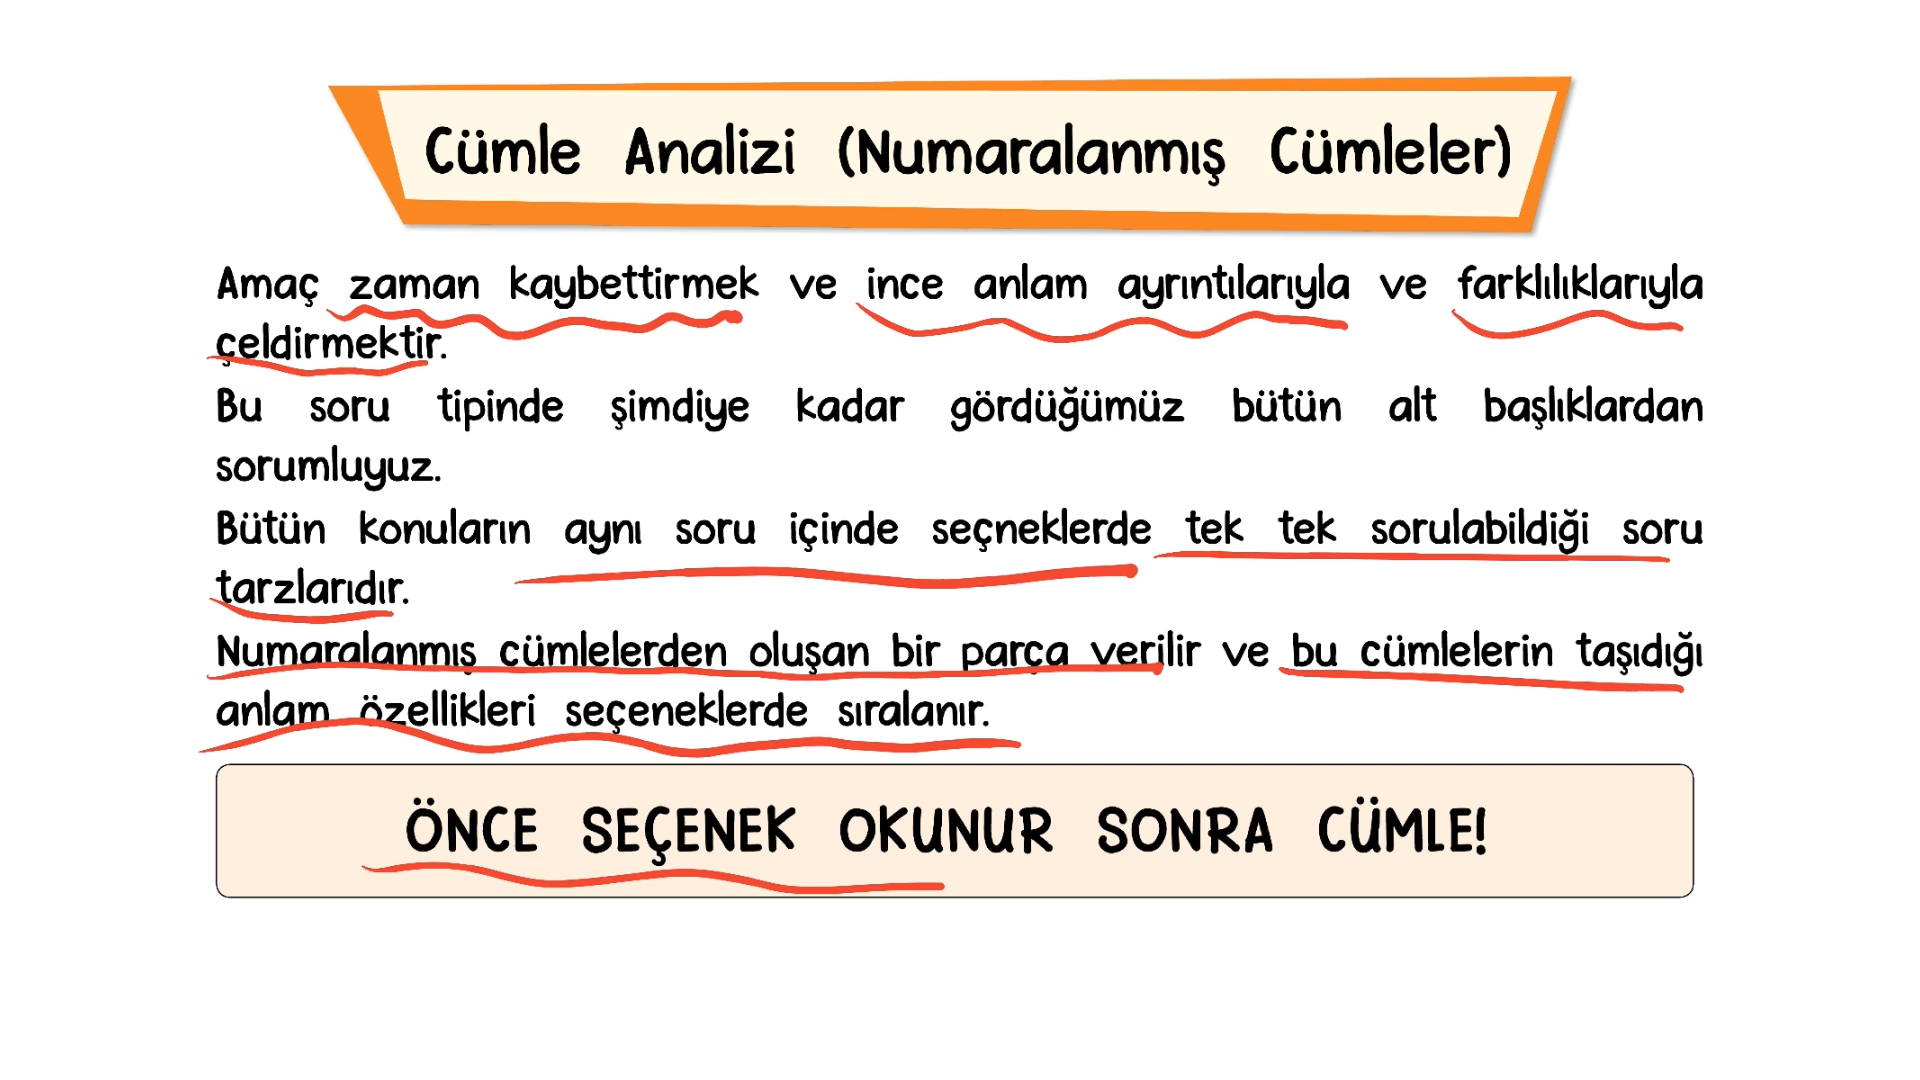 Cümle Analizi (Numaralanmış Cümleler)
Amaç zaman kaybettirmek ve ince anlam ayrıntılarıyla ve farklılıklarıyla
çeldirmektir.
Bu soru tipinde şimdiye kadar gördüğümüz bütün alt başlıklardan
sorumluyuz.
Bütün konuların aynı soru içinde seçneklerde tek tek sorulabildiği soru
tarzlarıdır.
Numaralanmış cümlelerden oluşan bir parça verilir ve bu cümlelerin taşıdığı
anlam özellikleri seçeneklerde sıralanır.
ÖNCE SEÇENEK OKUNUR SONRA CÜMLE!